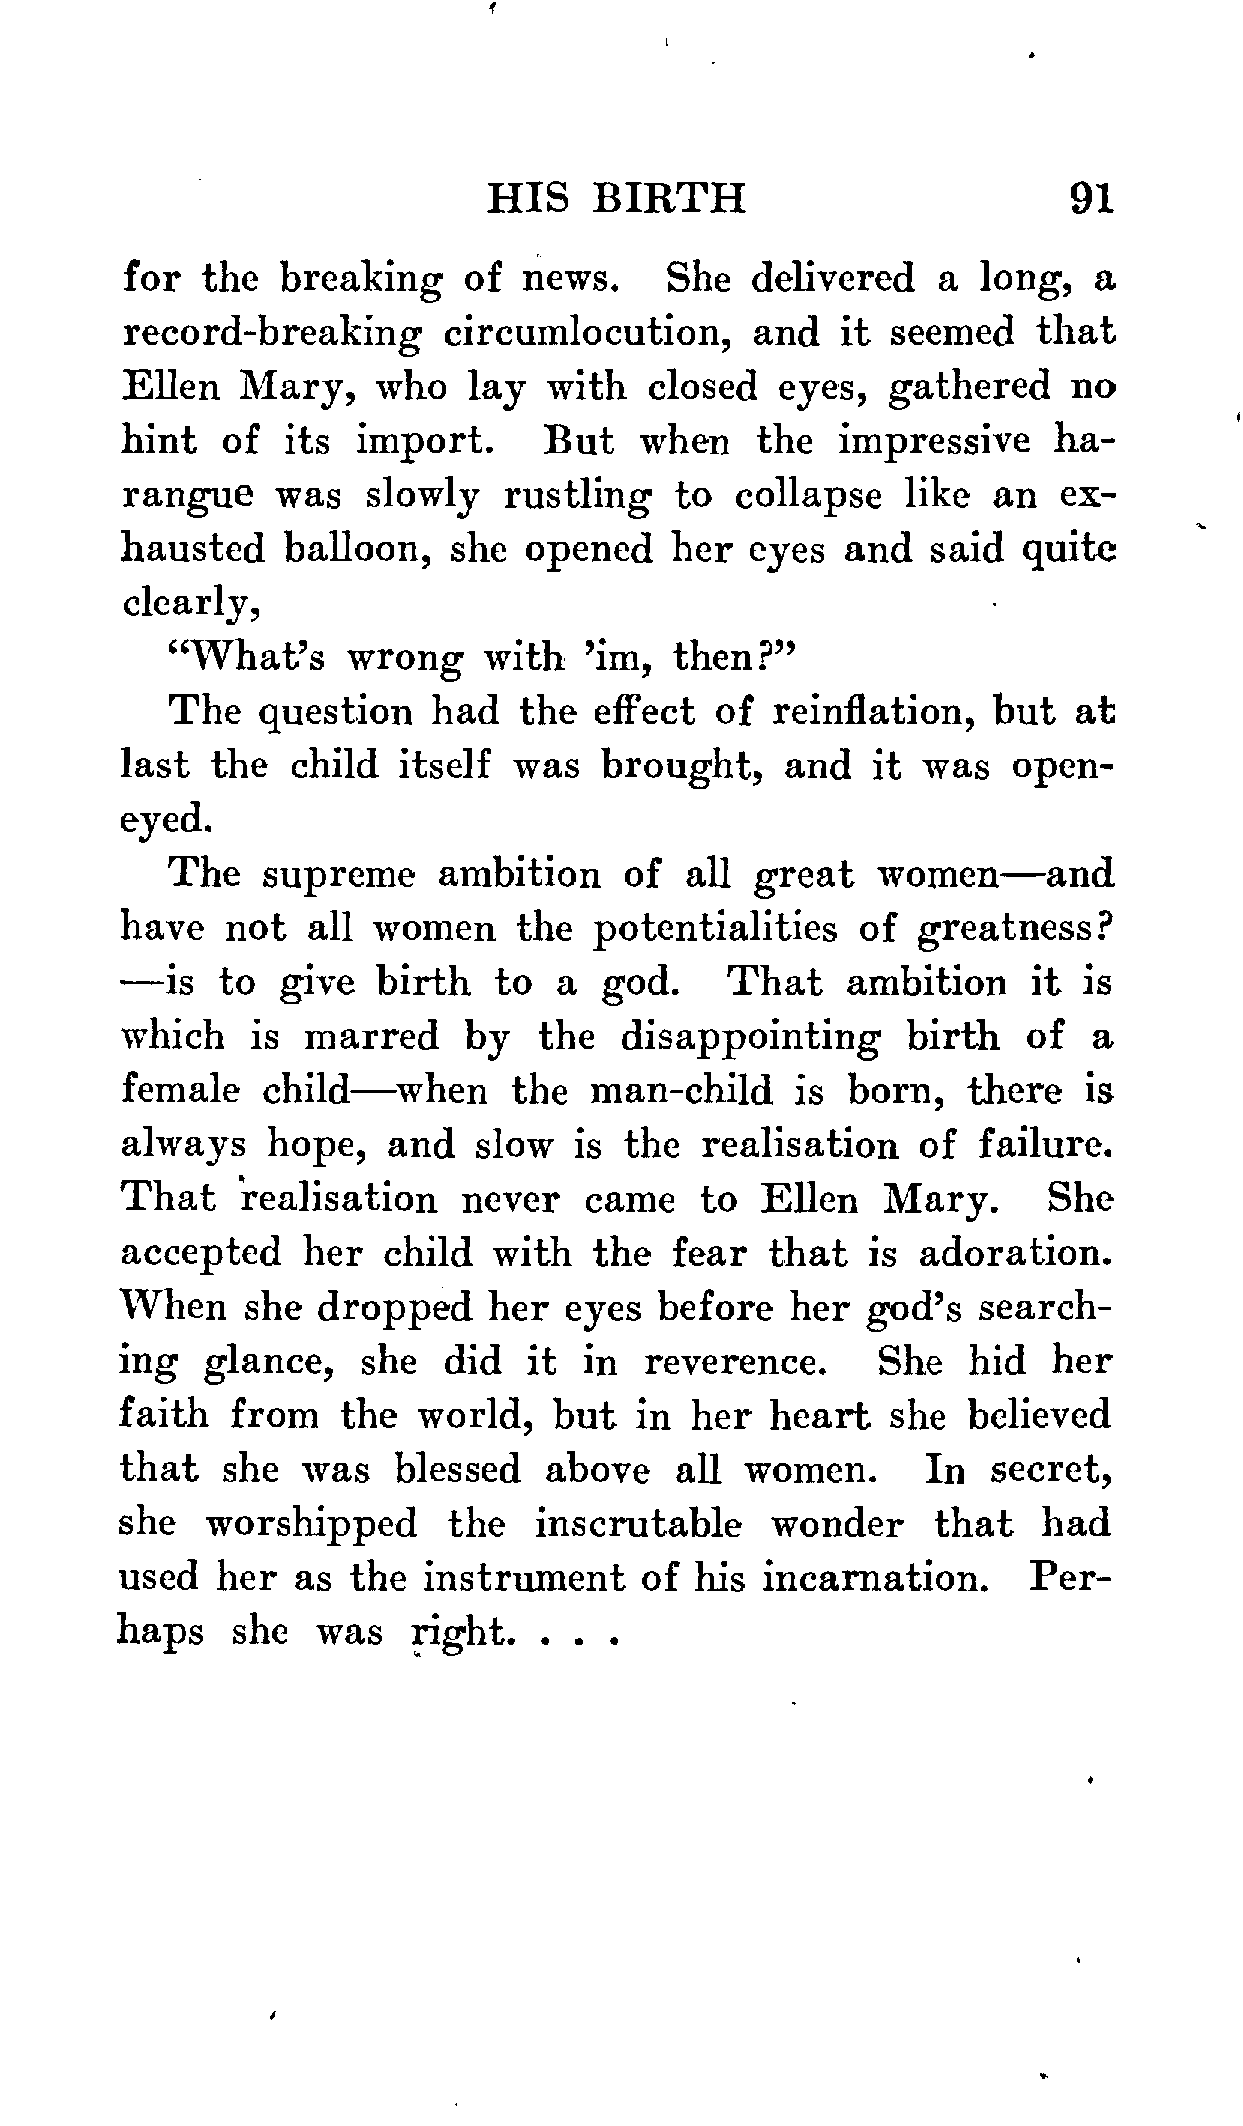 HIS BIRTH 91
for the breaking of news. She delivered a long, a
record-breaking circumlocution, and it seemed that
Ellen Mary, who lay with closed eyes, gathered no
hint of its import. But when the impressive ha-
rangue was slowly rustling to collapse like an ex-
hausted balloon, she opened her eyes and said quite
clearly,
“What’s wrong with ’im, then?”
The question had the effect of reinflation, but at
last the child itself was brought, and it was open-
eyed.
The supreme ambition of all great women—and
have not all women the potentialities of greatness?
—is to give birth to a god. That ambition it is
which is marred by the disappointing birth of a
female child—when the man-child is born, there is
always hope, and slow is the realisation of failure.
That realisation never came to Ellen Mary. She
accepted her child with the fear that is adoration.
When she dropped her eyes before her god’s search-
ing glance, she did it in reverence. She hid her
faith from the world, but in her heart she believed
that she was blessed above all women. In secret,
she worshipped the inscrutable wonder that had
used her as the instrument of his incarnation. Per-
haps she was right. . . .